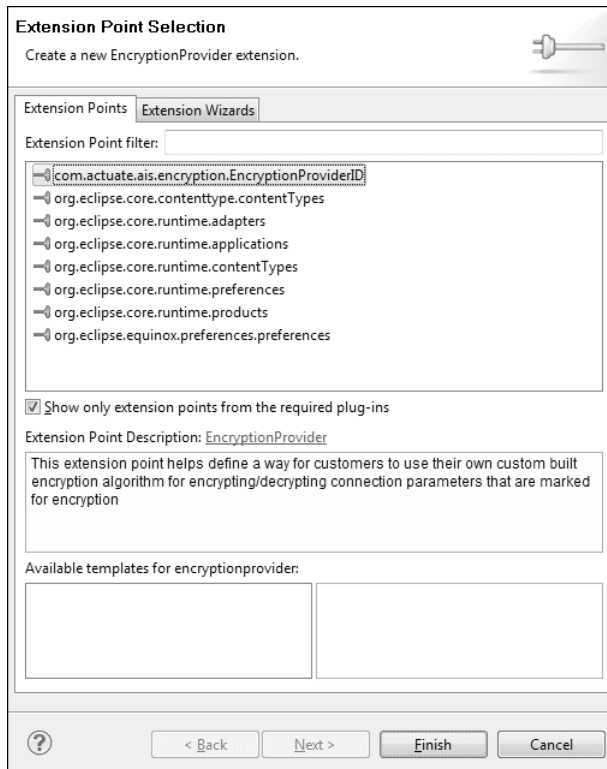 Extension Point Selection
Create a new EncryptionProvider extension.
Extension Points
Extension Wizards
Extension Point filter:
com.actuate.ais.encryption.EncryptionProviderID
org.eclipse.core.contenttype.contentTypes
org.eclipse.core.runtime.adapters
org.eclipse.core.runtime.applications
org.eclipse.core.runtime.contentTypes
org.eclipse.core.runtime.preferences
org.eclipse.core.runtime.products
org.eclipse.equinox.preferences.preferences
Show only extension points from the required plug-ins
Extension Point Description: EncryptionProvider
This extension point helps define a way for customers to use their own custom built
encryption algorithm for encrypting/decrypting connection parameters that are marked
for encryption
Available templates for encryptionprovider:
?
< Back
Next >
Finish
Cancel